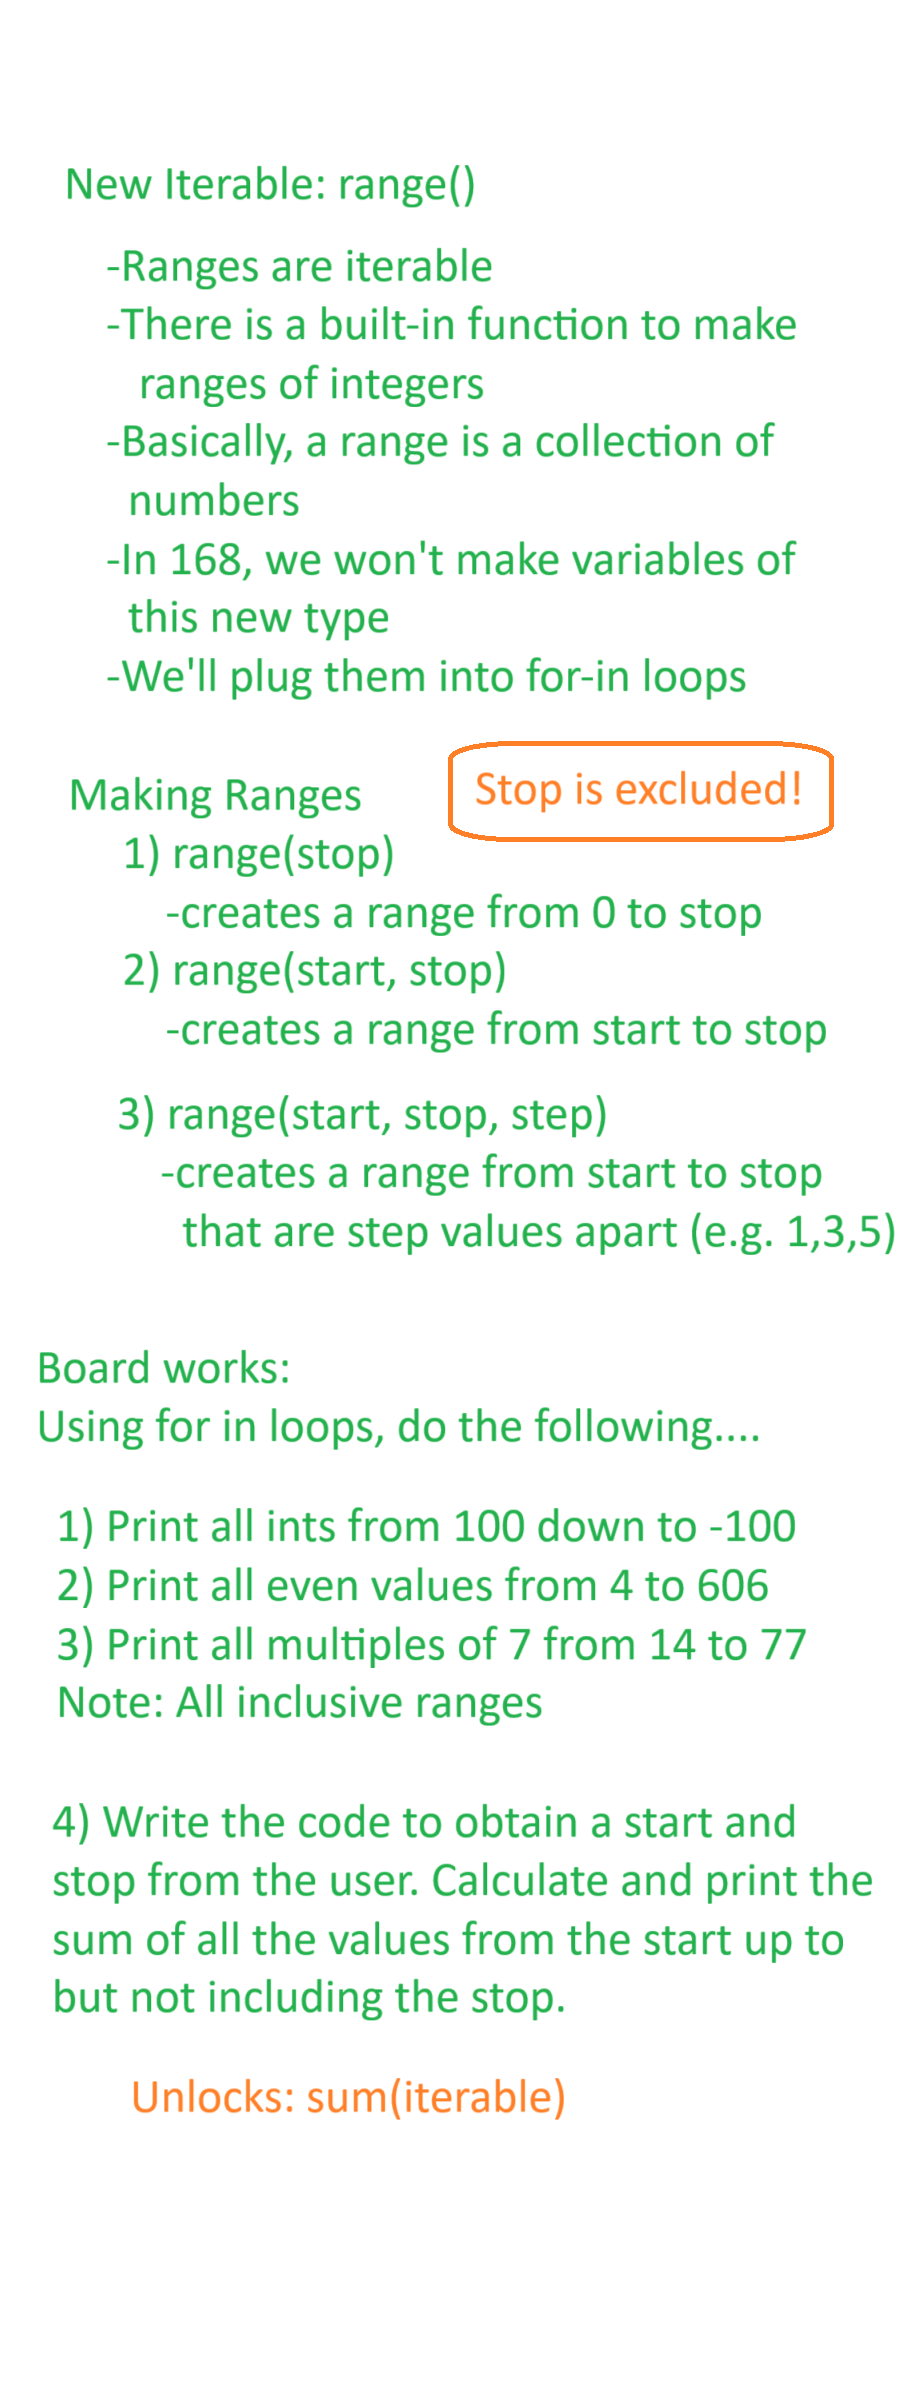 New Iterable: range()
-Ranges are iterable
-There is a built-in function to make
ranges of integers
-Basically, a range is a collection of
numbers
-In 168, we won't make variables of
this new type
-We'll plug them into for-in loops
Making Ranges
Stop is excluded!
1) range(stop)
-creates a range from 0 to stop
2) range(start, stop)
-creates a range from start to stop
3) range(start, stop, step)
-creates a range from start to stop
that are step values apart (e.g. 1,3,5)
Board works:
Using for in loops, do the following....
1) Print all ints from 100 down to -100
2) Print all even values from 4 to 606
3) Print all multiples of 7 from 14 to 77
Note: All inclusive ranges
4) Write the code to obtain a start and
stop from the user. Calculate and print the
sum of all the values from the start up to
but not including the stop.
Unlocks: sum(iterable)